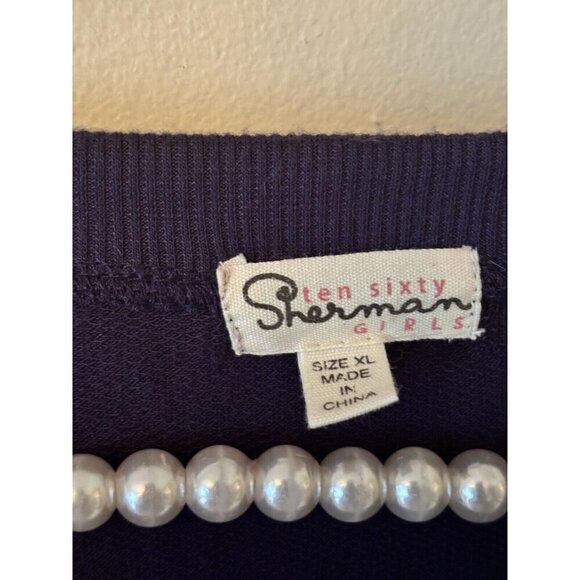 ten sixty
Sherman
GIRLS
SIZE XL
MADE
IN
CHINA